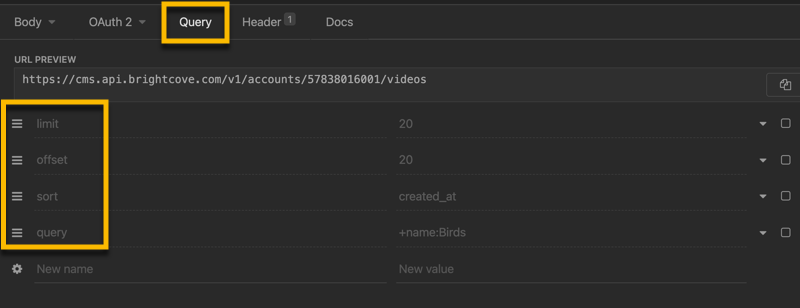 Body OAuth 2 Query Header 1 Docs
URL PREVIEW
https://cms.api.brightcove.com/v1/accounts/57838016001/videos
limit 20
offset 20
sort created_at
query +name:Birds
New name New value